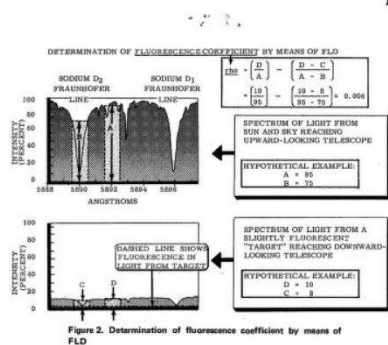 DETERMINATION OF FLUORESCENCE COEFFICIENT BY MEANS OF FLD
rho = (D/A) - (D - C/A - B)
= (10/95) - (10 - 8/95 - 75) = 0.006
SODIUM D2
FRAUNHOFER
LINE
SODIUM D1
FRAUNHOFER
LINE
INTENSITY
(PERCENT)
100
80
60
40
20
0
B
A
5888 5890 5892 5894 5896
ANGSTROMS
SPECTRUM OF LIGHT FROM
SUN AND SKY REACHING
UPWARD-LOOKING TELESCOPE
HYPOTHETICAL EXAMPLE:
A = 95
B = 75
INTENSITY
(PERCENT)
100
80
60
40
20
0
DASHED LINE SHOWS
FLUORESCENCE IN
LIGHT FROM TARGET
C D
SPECTRUM OF LIGHT FROM A
SLIGHTLY FLUORESCENT
"TARGET" REACHING DOWNWARD-
LOOKING TELESCOPE
HYPOTHETICAL EXAMPLE:
D = 10
C = 8
Figure 2. Determination of fluorescence coefficient by means of
FLD